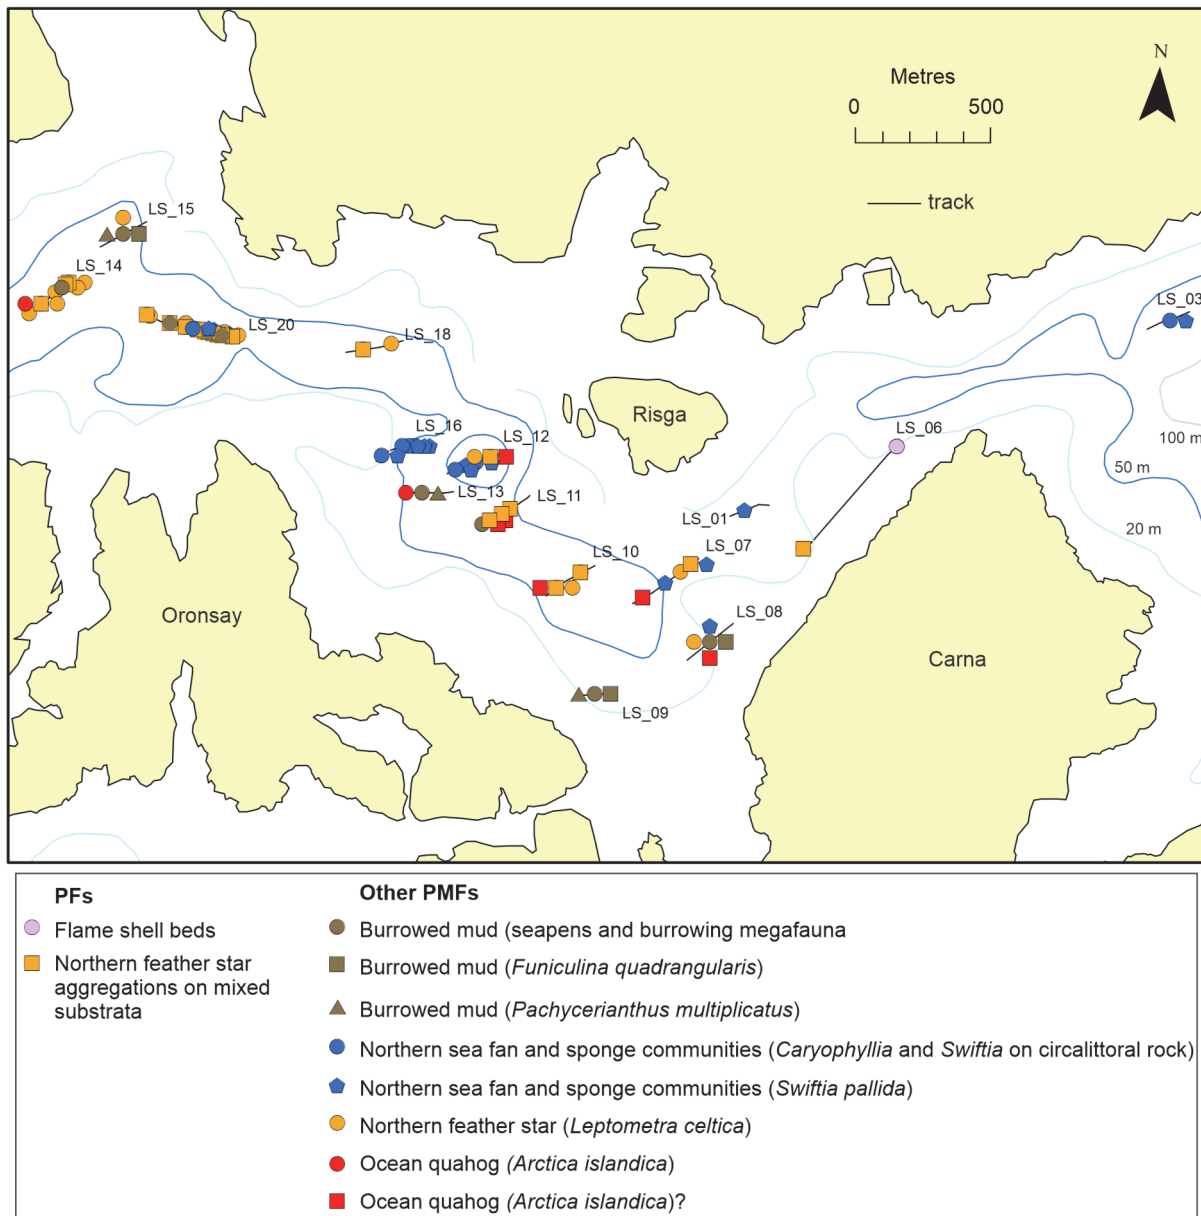 N
Metres
0 500
track
LS_15
LS_14
LS_20
LS_18
LS_03
Risga
LS_16
LS_12
LS_06
100 m
50 m
LS_13
LS_11
LS_01
20 m
LS_10
LS_07
Oronsay
LS_08
Carna
LS_09
PFs
Flame shell beds
Northern feather star
aggregations on mixed
substrata
Other PMFs
Burrowed mud (seapens and burrowing megafauna
Burrowed mud (Funiculina quadrangularis)
Burrowed mud (Pachycerianthus multiplicatus)
Northern sea fan and sponge communities (Caryophyllia and Swiftia on circalittoral rock)
Northern sea fan and sponge communities (Swiftia pallida)
Northern feather star (Leptometra celtica)
Ocean quahog (Arctica islandica)
Ocean quahog (Arctica islandica)?